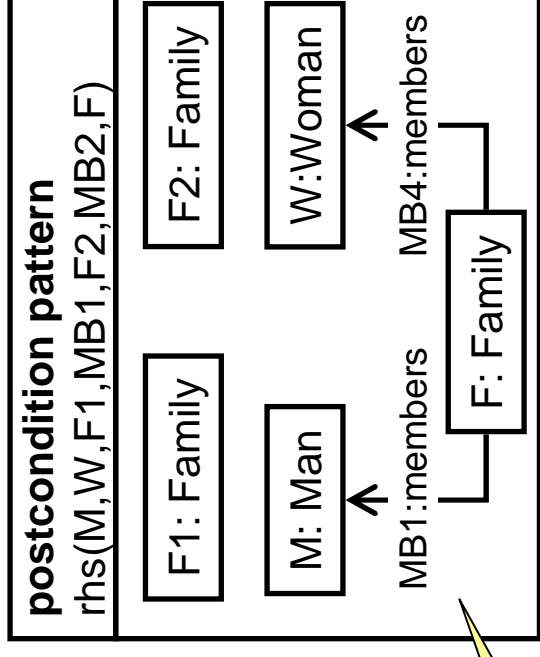 postcondition pattern
rhs(M,W,F1,MB1,F2,MB2,F)
F1: Family
F2: Family
M: Man
W:Woman
MB1:members
MB4:members
F: Family